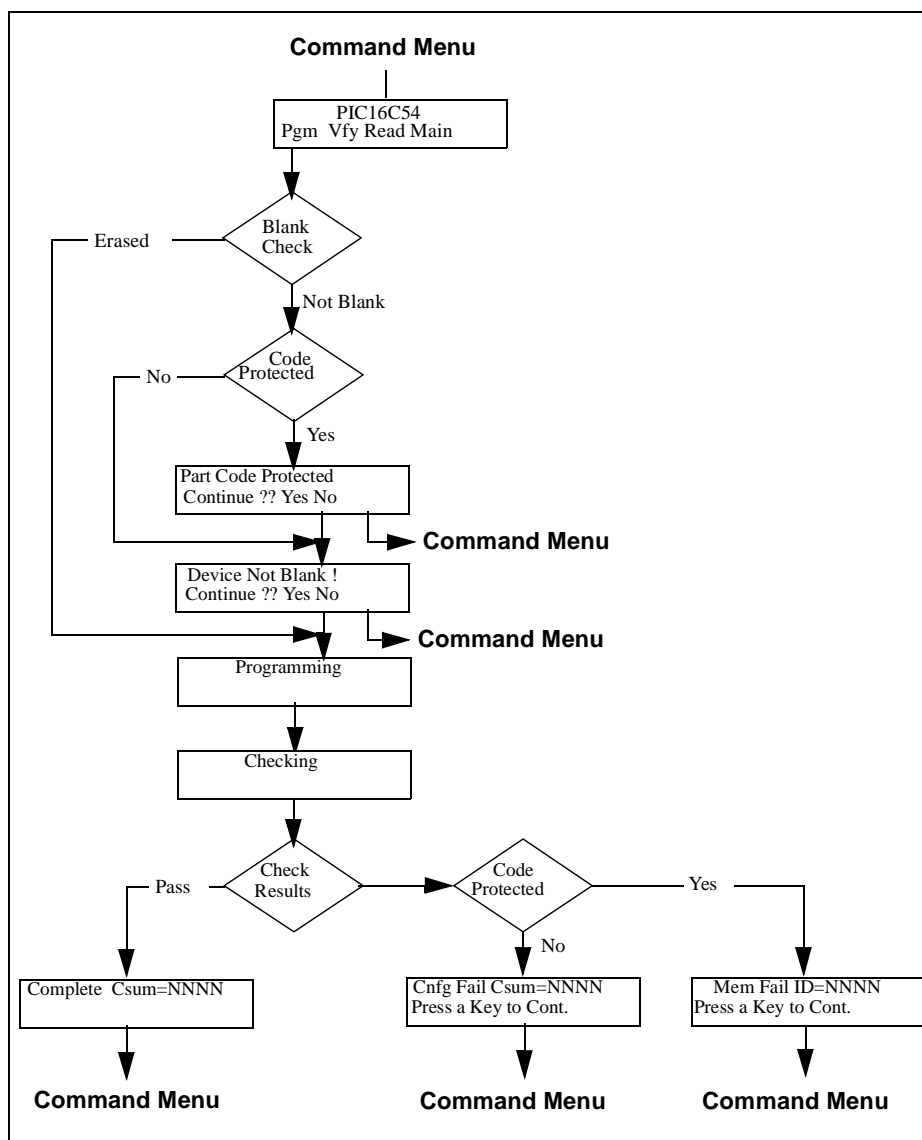 Command Menu
PIC16C54
Pgm Vfy Read Main
Blank
Check
Erased
Not Blank
Code
Protected
No
Yes
Part Code Protected
Continue ?? Yes No
Command Menu
Device Not Blank !
Continue ?? Yes No
Command Menu
Programming
Checking
Check
Results
Pass
Code
Protected
Yes
No
Complete Csum=NNNN
Cnfg Fail Csum=NNNN
Press a Key to Cont.
Mem Fail ID=NNNN
Press a Key to Cont.
Command Menu
Command Menu
Command Menu